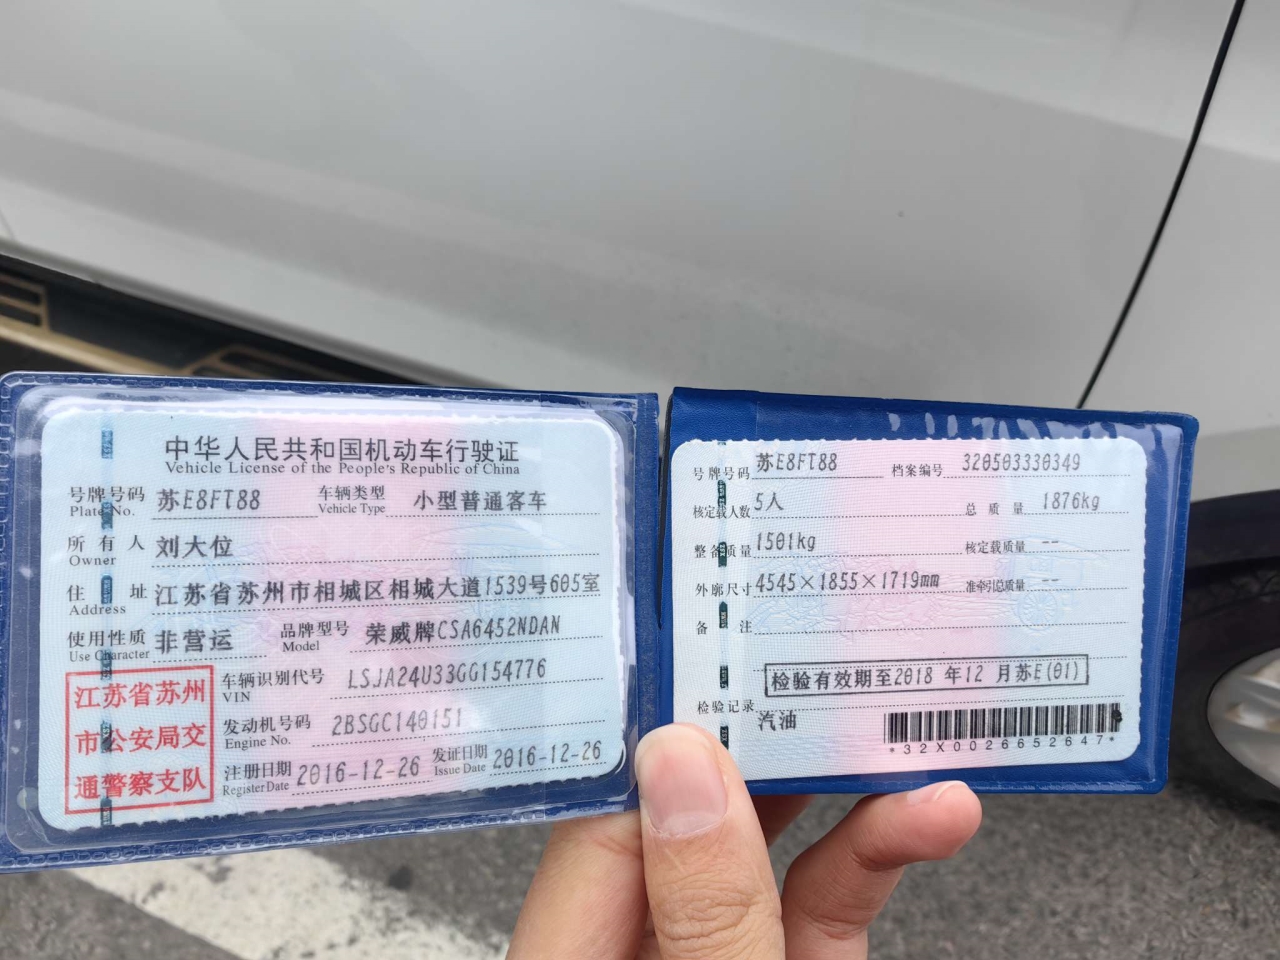 中华人民共和国机动车行驶证
Vehicle License of the People's Republic of China
号牌号码 苏E8FT88 车辆类型 小型普通客车
Plate No. Vehicle Type
所有人 刘大位
Owner
住址 江苏省苏州市相城区相城大道1539号605室
Address
使用性质 非营运 品牌型号 荣威牌CSA6452NDAN
Use Character Model
江苏省苏州
市公安局交
通警察支队
车辆识别代号 LSJA24U33GG154776
VIN
发动机号码 2BSGC140151
Engine No.
注册日期 2016-12-26 发证日期 2016-12-26
Register Date Issue Date
号牌号码 苏E8FT88 档案编号 320503330349
核定载人数 5人 总质量 1876kg
整备质量 1501kg 核定载质量 --
外廓尺寸 4545×1855×1719mm 准牵引总质量 --
备注
检验有效期至2018 年12 月苏E(01)
检验记录
汽油
*32X0026652647*